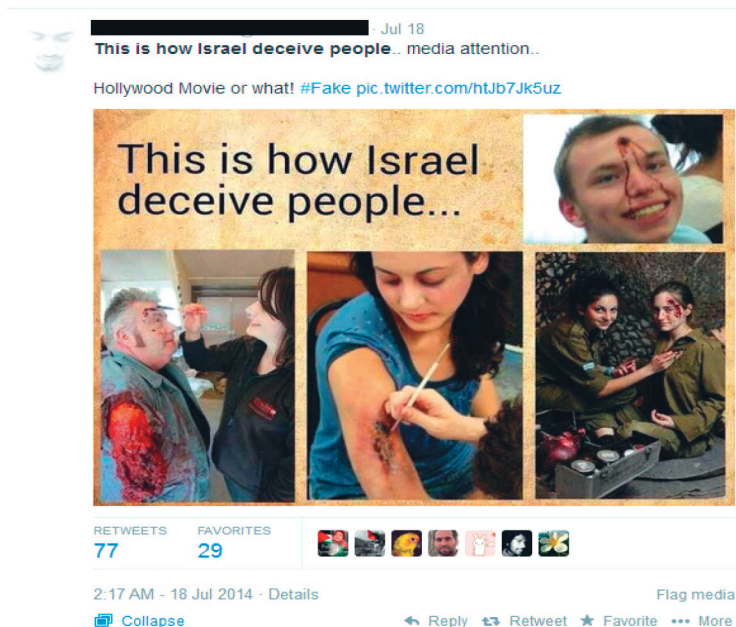 · Jul 18
This is how Israel deceive people.. media attention..
Hollywood Movie or what! #Fake pic.twitter.com/htJb7Jk5uz
This is how Israel
deceive people...
RETWEETS FAVORITES
77 29
2:17 AM - 18 Jul 2014 · Details Flag media
Collapse Reply Retweet Favorite ••• More